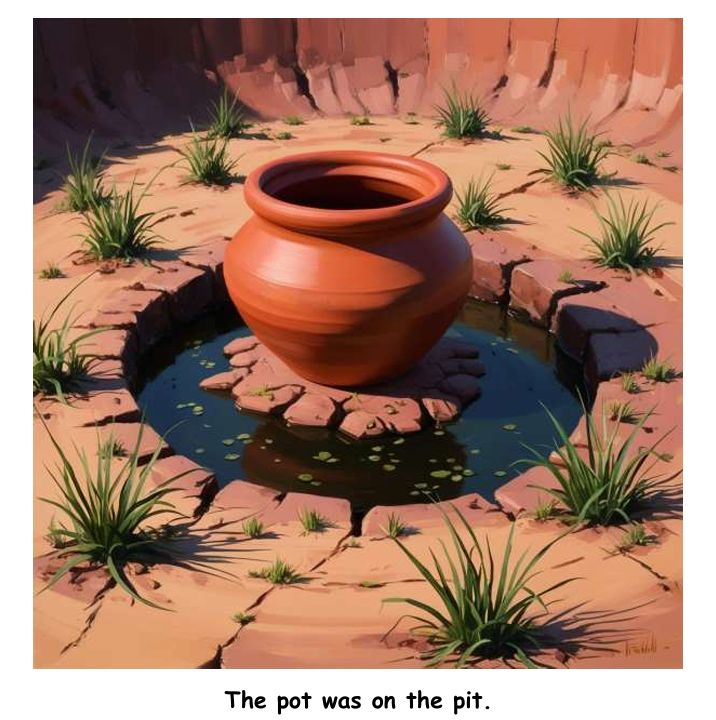 The pot was on the pit.